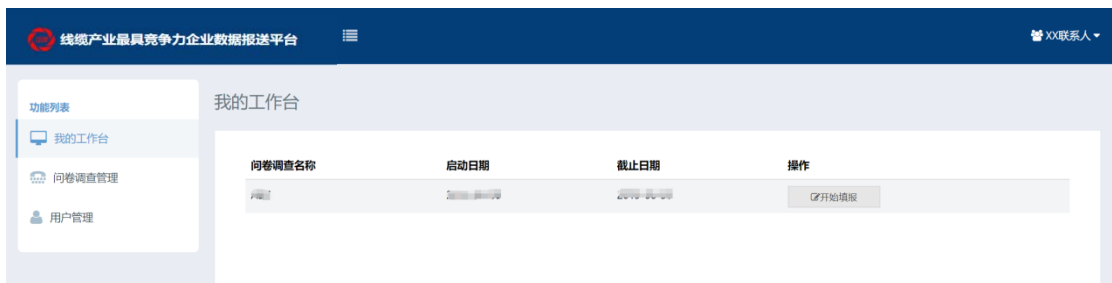 线缆产业最具竞争力企业数据报送平台
XX联系人
功能列表
我的工作台
问卷调查管理
用户管理
我的工作台
问卷调查名称 启动日期 截止日期 操作
开始填报